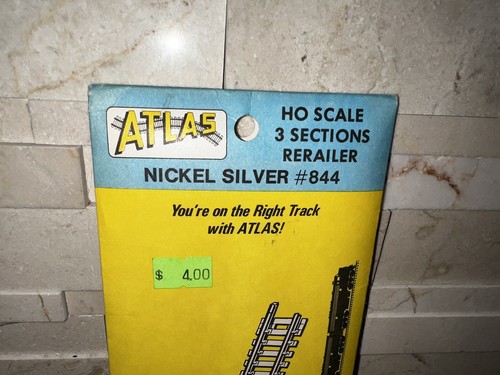 ATLAS
HO SCALE
3 SECTIONS
RERAILER
NICKEL SILVER #844
You're on the Right Track
with ATLAS!
$ 4.00